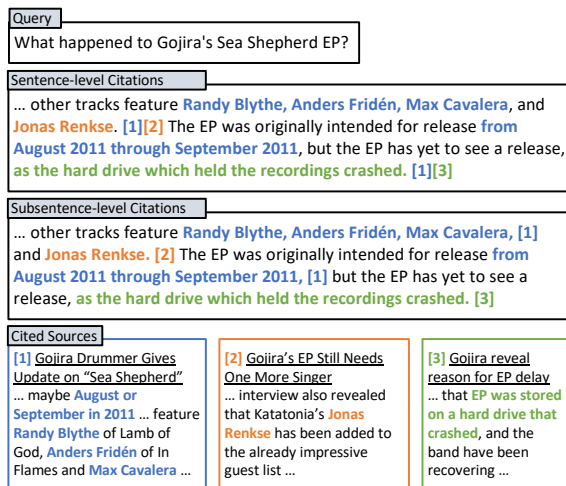 Query
What happened to Gojira's Sea Shepherd EP?
Sentence-level Citations
... other tracks feature Randy Blythe, Anders Fridén, Max Cavalera, and
Jonas Renkse. [1][2] The EP was originally intended for release from
August 2011 through September 2011, but the EP has yet to see a release,
as the hard drive which held the recordings crashed. [1][3]
Subsentence-level Citations
... other tracks feature Randy Blythe, Anders Fridén, Max Cavalera, [1]
and Jonas Renkse. [2] The EP was originally intended for release from
August 2011 through September 2011, [1] but the EP has yet to see a
release, as the hard drive which held the recordings crashed. [3]
Cited Sources
[1] Gojira Drummer Gives
Update on “Sea Shepherd”
... maybe August or
September in 2011 ... feature
Randy Blythe of Lamb of
God, Anders Fridén of In
Flames and Max Cavalera ...
[2] Gojira’s EP Still Needs
One More Singer
... interview also revealed
that Katatonia’s Jonas
Renkse has been added to
the already impressive
guest list ...
[3] Gojira reveal
reason for EP delay
... that EP was stored
on a hard drive that
crashed, and the
band have been
recovering ...